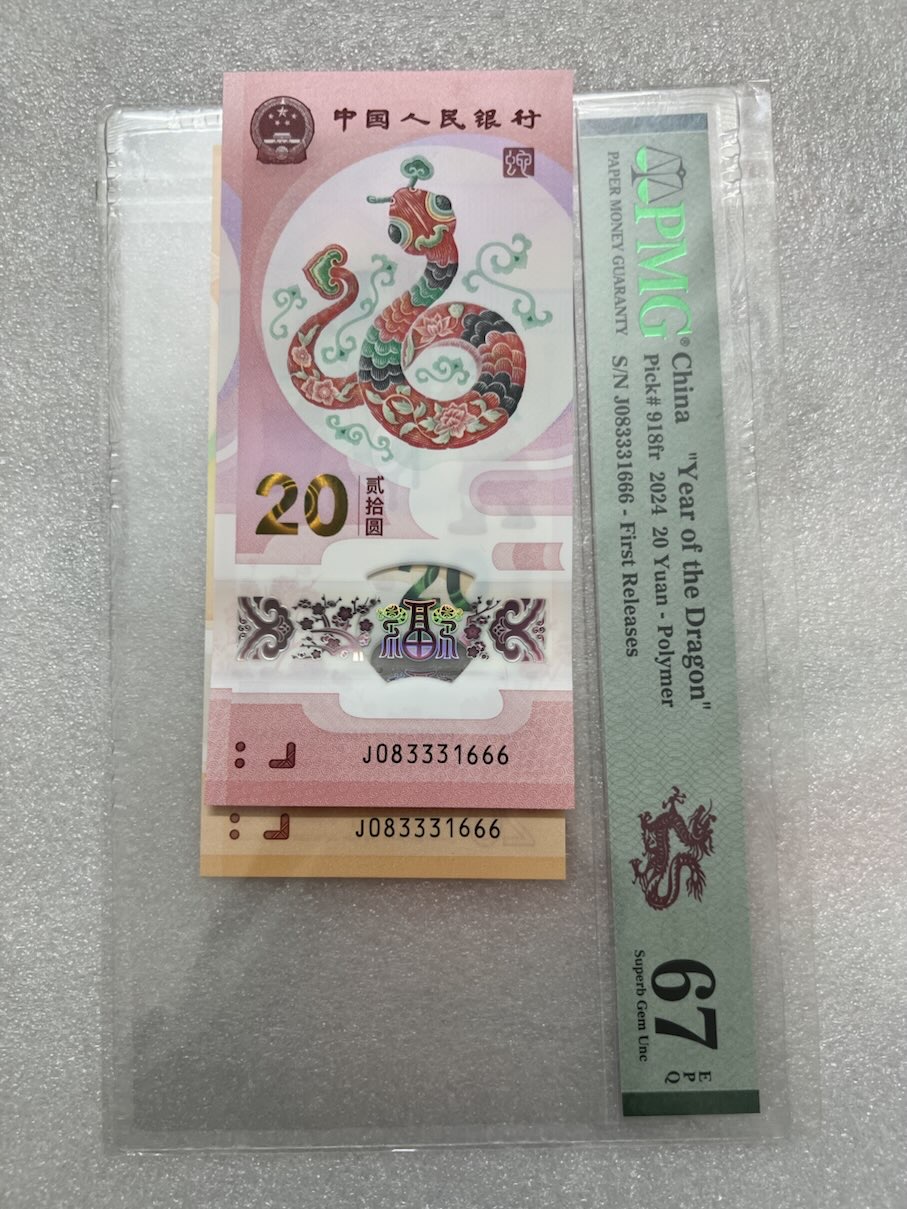 中国人民银行
蛇
20
贰拾圆
20
J083331666
J083331666
PMG®
PAPER MONEY GUARANTY
China "Year of the Dragon"
Pick# 918fr 2024 20 Yuan - Polymer
S/N J083331666 - First Releases
67
EPQ
Superb Gem Unc